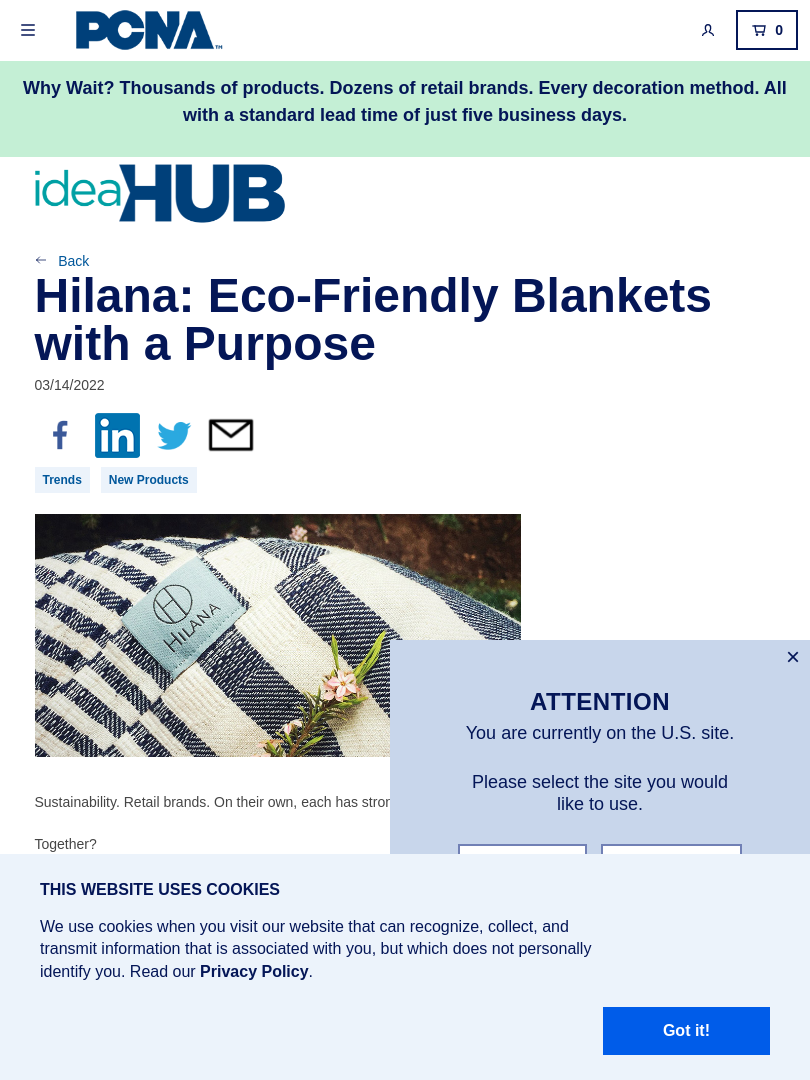 PCNA™
0
Why Wait? Thousands of products. Dozens of retail brands. Every decoration method. All
with a standard lead time of just five business days.
ideaHUB
Back
Hilana: Eco-Friendly Blankets
with a Purpose
03/14/2022
f
in
Trends
New Products
H
HILANA
×
ATTENTION
You are currently on the U.S. site.
Please select the site you would
like to use.
Sustainability. Retail brands. On their own, each has
Together?
THIS WEBSITE USES COOKIES
We use cookies when you visit our website that can recognize, collect, and
transmit information that is associated with you, but which does not personally
identify you. Read our Privacy Policy.
Got it!